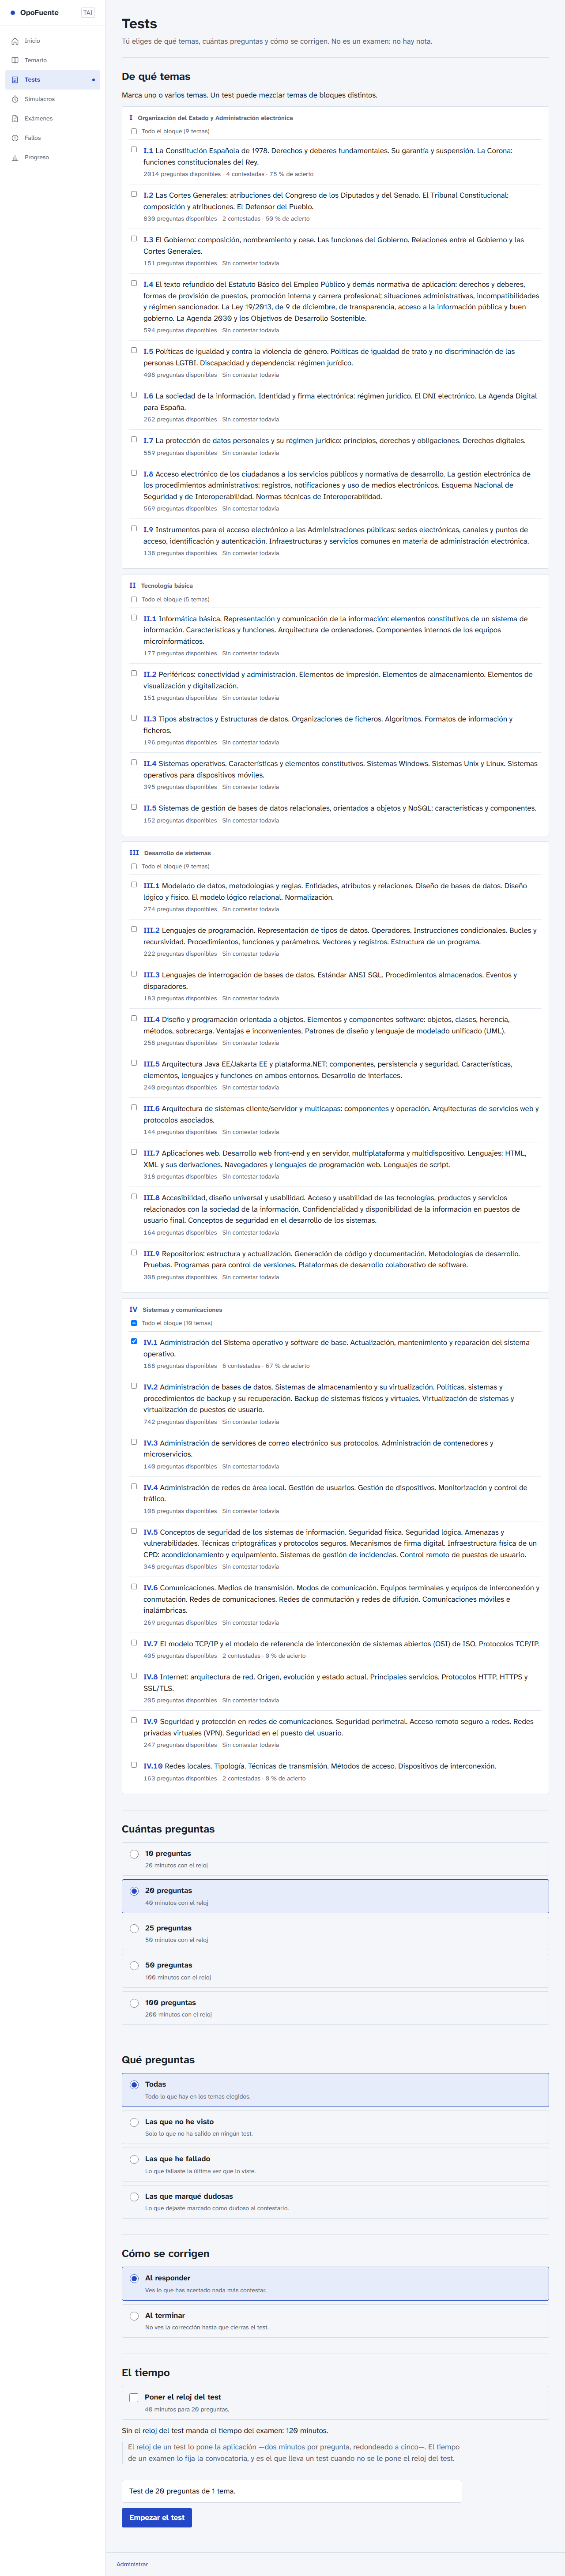 OpoFuente TAI
Inicio
Temario
Tests
Simulacros
Exámenes
Fallos
Progreso
Tests
Tú eliges de qué temas, cuántas preguntas y cómo se corrigen. No es un examen: no hay nota.
De qué temas
Marca uno o varios temas. Un test puede mezclar temas de bloques distintos.
I Organización del Estado y Administración electrónica
Todo el bloque (9 temas)
I.1 La Constitución Española de 1978. Derechos y deberes fundamentales. Su garantía y suspensión. La Corona:
funciones constitucionales del Rey.
2014 preguntas disponibles 4 contestadas · 75 % de acierto
I.2 Las Cortes Generales: atribuciones del Congreso de los Diputados y del Senado. El Tribunal Constitucional:
composición y atribuciones. El Defensor del Pueblo.
830 preguntas disponibles 2 contestadas · 50 % de acierto
I.3 El Gobierno: composición, nombramiento y cese. Las funciones del Gobierno. Relaciones entre el Gobierno y las
Cortes Generales.
151 preguntas disponibles Sin contestar todavía
I.4 El texto refundido del Estatuto Básico del Empleo Público y demás normativa de aplicación: derechos y deberes,
formas de provisión de puestos, promoción interna y carrera profesional; situaciones administrativas, incompatibilidades
y régimen sancionador. La Ley 19/2013, de 9 de diciembre, de transparencia, acceso a la información pública y buen
gobierno. La Agenda 2030 y los Objetivos de Desarrollo Sostenible.
594 preguntas disponibles Sin contestar todavía
I.5 Políticas de igualdad y contra la violencia de género. Políticas de Igualdad de trato y no discriminación de las
personas LGTBI. Discapacidad y dependencia: régimen jurídico.
408 preguntas disponibles Sin contestar todavía
I.6 La sociedad de la información. Identidad y firma electrónica: régimen jurídico. El DNI electrónico. La Agenda Digital
para España.
262 preguntas disponibles Sin contestar todavía
I.7 La protección de datos personales y su régimen jurídico: principios, derechos y obligaciones. Derechos digitales.
559 preguntas disponibles Sin contestar todavía
I.8 Acceso electrónico de los ciudadanos a los servicios públicos y normativa de desarrollo. La gestión electrónica de
los procedimientos administrativos: registros, notificaciones y uso de medios electrónicos. Esquema Nacional de
Seguridad y de Interoperabilidad. Normas técnicas de Interoperabilidad.
569 preguntas disponibles Sin contestar todavía
I.9 Instrumentos para el acceso electrónico a las Administraciones públicas: sedes electrónicas, canales y puntos de
acceso, identificación y autenticación. Infraestructuras y servicios comunes en materia de administración electrónica.
136 preguntas disponibles Sin contestar todavía
II Tecnología básica
Todo el bloque (5 temas)
II.1 Informática básica. Representación y comunicación de la información: elementos constitutivos de un sistema de
información. Características y funciones. Arquitectura de ordenadores. Componentes internos de los equipos
microinformáticos.
177 preguntas disponibles Sin contestar todavía
II.2 Periféricos: conectividad y administración. Elementos de impresión. Elementos de almacenamiento. Elementos de
visualización y digitalización.
151 preguntas disponibles Sin contestar todavía
II.3 Tipos abstractos y Estructuras de datos. Organizaciones de ficheros. Algoritmos. Formatos de información y
ficheros.
196 preguntas disponibles Sin contestar todavía
II.4 Sistemas operativos. Características y elementos constitutivos. Sistemas Windows. Sistemas Unix y Linux. Sistemas
operativos para dispositivos móviles.
395 preguntas disponibles Sin contestar todavía
II.5 Sistemas de gestión de bases de datos relacionales, orientados a objetos y NoSQL: características y componentes.
152 preguntas disponibles Sin contestar todavía
III Desarrollo de sistemas
Todo el bloque (9 temas)
III.1 Modelado de datos, metodologías y reglas. Entidades, atributos y relaciones. Diseño de bases de datos. Diseño
lógico y físico. El modelo lógico relacional. Normalización.
274 preguntas disponibles Sin contestar todavía
III.2 Lenguajes de programación. Representación de tipos de datos. Operadores. Instrucciones condicionales. Bucles y
recursividad. Procedimientos, funciones y parámetros. Vectores y registros. Estructura de un programa.
222 preguntas disponibles Sin contestar todavía
III.3 Lenguajes de interrogación de bases de datos. Estándar ANSI SQL. Procedimientos almacenados. Eventos y
disparadores.
183 preguntas disponibles Sin contestar todavía
III.4 Diseño y programación orientada a objetos. Elementos y componentes software: objetos, clases, herencia,
métodos, sobrecarga. Ventajas e inconvenientes. Patrones de diseño y lenguaje de modelado unificado (UML).
258 preguntas disponibles Sin contestar todavía
III.5 Arquitectura Java EE/Jakarta EE y plataforma.NET: componentes, persistencia y seguridad. Características,
elementos, lenguajes y funciones en ambos entornos. Desarrollo de interfaces.
240 preguntas disponibles Sin contestar todavía
III.6 Arquitectura de sistemas cliente/servidor y multicapas: componentes y operación. Arquitecturas de servicios web y
protocolos asociados.
144 preguntas disponibles Sin contestar todavía
III.7 Aplicaciones web. Desarrollo web front-end y en servidor, multiplataforma y multidispositivo. Lenguajes: HTML,
XML y sus derivaciones. Navegadores y lenguajes de programación web. Lenguajes de script.
318 preguntas disponibles Sin contestar todavía
III.8 Accesibilidad, diseño universal y usabilidad. Acceso y usabilidad de las tecnologías, productos y servicios
relacionados con la sociedad de la información. Confidencialidad y disponibilidad de la información en puestos de
usuario final. Conceptos de seguridad en el desarrollo de los sistemas.
164 preguntas disponibles Sin contestar todavía
III.9 Repositorios: estructura y actualización. Generación de código y documentación. Metodologías de desarrollo.
Pruebas. Programas para control de versiones. Plataformas de desarrollo colaborativo de software.
308 preguntas disponibles Sin contestar todavía
IV Sistemas y comunicaciones
Todo el bloque (10 temas)
IV.1 Administración del Sistema operativo y software de base. Actualización, mantenimiento y reparación del sistema
operativo.
188 preguntas disponibles 6 contestadas · 67 % de acierto
IV.2 Administración de bases de datos. Sistemas de almacenamiento y su virtualización. Políticas, sistemas y
procedimientos de backup y su recuperación. Backup de sistemas físicos y virtuales. Virtualización de sistemas y
virtualización de puestos de usuario.
742 preguntas disponibles Sin contestar todavía
IV.3 Administración de servidores de correo electrónico sus protocolos. Administración de contenedores y
microservicios.
140 preguntas disponibles Sin contestar todavía
IV.4 Administración de redes de área local. Gestión de usuarios. Gestión de dispositivos. Monitorización y control de
tráfico.
108 preguntas disponibles Sin contestar todavía
IV.5 Conceptos de seguridad de los sistemas de información. Seguridad física. Seguridad lógica. Amenazas y
vulnerabilidades. Técnicas criptográficas y protocolos seguros. Mecanismos de firma digital. Infraestructura física de un
CPD: acondicionamiento y equipamiento. Sistemas de gestión de incidencias. Control remoto de puestos de usuario.
348 preguntas disponibles Sin contestar todavía
IV.6 Comunicaciones. Medios de transmisión. Modos de comunicación. Equipos terminales y equipos de interconexión y
conmutación. Redes de comunicaciones. Redes de conmutación y redes de difusión. Comunicaciones móviles e
inalámbricas.
269 preguntas disponibles Sin contestar todavía
IV.7 El modelo TCP/IP y el modelo de referencia de interconexión de sistemas abiertos (OSI) de ISO. Protocolos TCP/IP.
405 preguntas disponibles 2 contestadas · 0 % de acierto
IV.8 Internet: arquitectura de red. Origen, evolución y estado actual. Principales servicios. Protocolos HTTP, HTTPS y
SSL/TLS.
205 preguntas disponibles Sin contestar todavía
IV.9 Seguridad y protección en redes de comunicaciones. Seguridad perimetral. Acceso remoto seguro a redes. Redes
privadas virtuales (VPN). Seguridad en el puesto del usuario.
247 preguntas disponibles Sin contestar todavía
IV.10 Redes locales. Tipología. Técnicas de transmisión. Métodos de acceso. Dispositivos de interconexión.
163 preguntas disponibles 2 contestadas · 0 % de acierto
Cuántas preguntas
10 preguntas
20 minutos con el reloj
20 preguntas
40 minutos con el reloj
25 preguntas
50 minutos con el reloj
50 preguntas
100 minutos con el reloj
100 preguntas
200 minutos con el reloj
Qué preguntas
Todas
Todo lo que hay en los temas elegidos.
Las que no he visto
Solo lo que no ha salido en ningún test.
Las que he fallado
Lo que fallaste la última vez que lo viste.
Las que marqué dudosas
Lo que dejaste marcado como dudoso al contestarlo.
Cómo se corrigen
Al responder
Ves lo que has acertado nada más contestar.
Al terminar
No ves la corrección hasta que cierras el test.
El tiempo
Poner el reloj del test
40 minutos para 20 preguntas.
Sin el reloj del test manda el tiempo del examen: 120 minutos.
El reloj de un test lo pone la aplicación —dos minutos por pregunta, redondeado a cinco—. El tiempo
de un examen lo fija la convocatoria, y es el que lleva un test cuando no se le pone el reloj del test.
Test de 20 preguntas de 1 tema.
Empezar el test
Administrar